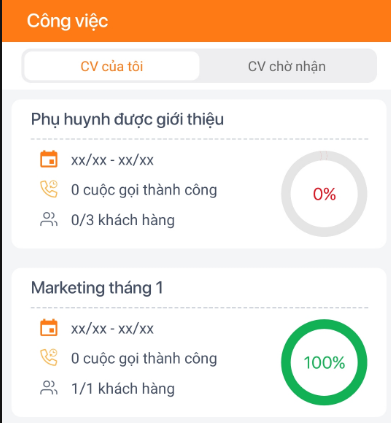 Công việc
CV của tôi
CV chờ nhận
Phụ huynh được giới thiệu
xx/xx - xx/xx
0 cuộc gọi thành công
0/3 khách hàng
0%
Marketing tháng 1
xx/xx - xx/xx
0 cuộc gọi thành công
1/1 khách hàng
100%